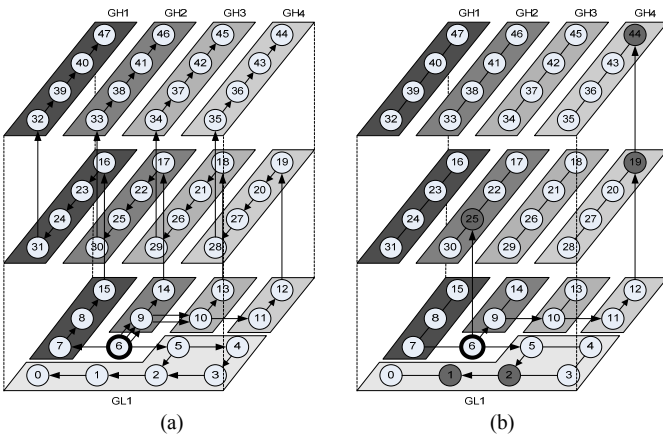 GH1 GH2 GH3 GH4
47 46 45 44
40 41 42 43
39 38 37 36
32 33 34 35
16 17 18 19
23 22 21 20
24 25 26 27
31 30 29 28
15 14 13 12
8 9 10 11
7 6 5 4
0 1 2 3
GL1
(a)
GH1 GH2 GH3 GH4
47 46 45 44
40 41 42 43
39 38 37 36
32 33 34 35
16 17 18 19
23 22 21 20
24 25 26 27
31 30 29 28
15 14 13 12
8 9 10 11
7 6 5 4
0 1 2 3
GL1
(b)